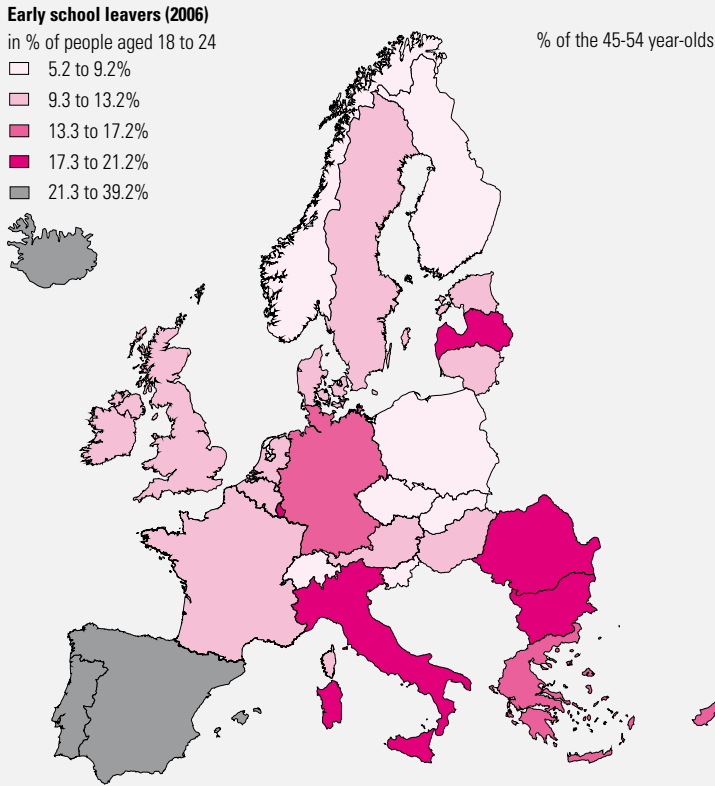 Early school leavers (2006)
in % of people aged 18 to 24
% of the 45-54 year-olds
5.2 to 9.2%
9.3 to 13.2%
13.3 to 17.2%
17.3 to 21.2%
21.3 to 39.2%